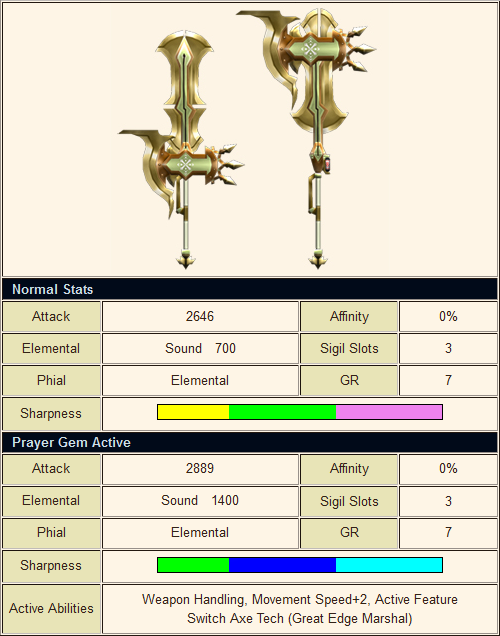 Normal Stats
Attack 2646 Affinity 0%
Elemental Sound 700 Sigil Slots 3
Phial Elemental GR 7
Sharpness
Prayer Gem Active
Attack 2889 Affinity 0%
Elemental Sound 1400 Sigil Slots 3
Phial Elemental GR 7
Sharpness
Active Abilities Weapon Handling, Movement Speed+2, Active Feature
Switch Axe Tech (Great Edge Marshal)